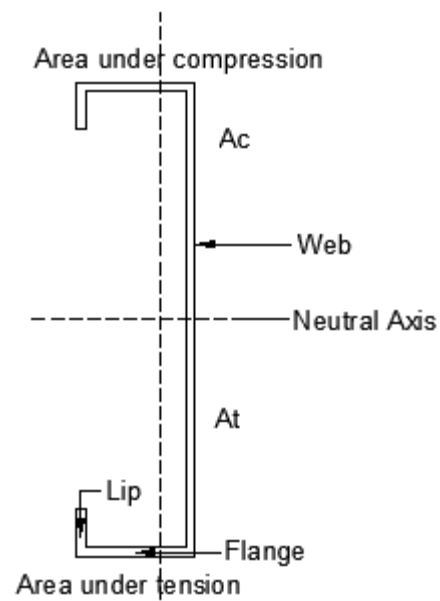 Area under compression
Ac
Web
Neutral Axis
At
Lip
Flange
Area under tension